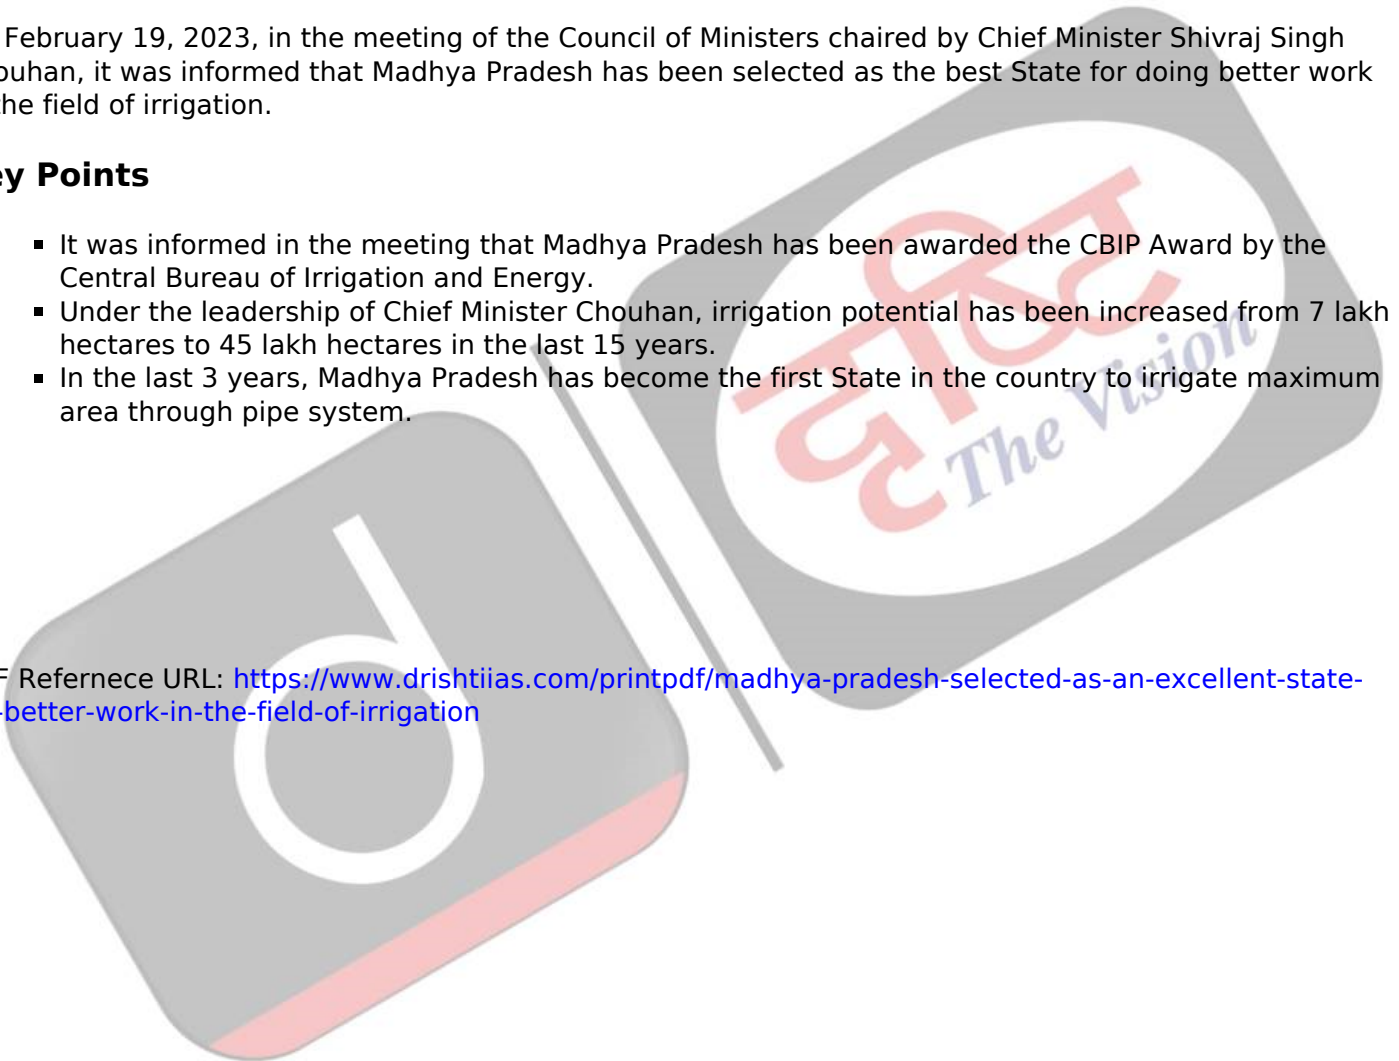 February 19, 2023, in the meeting of the Council of Ministers chaired by Chief Minister Shivraj Singh
ouhan, it was informed that Madhya Pradesh has been selected as the best State for doing better work
the field of irrigation.
ey Points
▪ It was informed in the meeting that Madhya Pradesh has been awarded the CBIP Award by the
Central Bureau of Irrigation and Energy.
▪ Under the leadership of Chief Minister Chouhan, irrigation potential has been increased from 7 lakh
hectares to 45 lakh hectares in the last 15 years.
▪ In the last 3 years, Madhya Pradesh has become the first State in the country to irrigate maximum
area through pipe system.
दृष्टि
The Vision
d
F Refernece URL: https://www.drishtiias.com/printpdf/madhya-pradesh-selected-as-an-excellent-state-
-better-work-in-the-field-of-irrigation